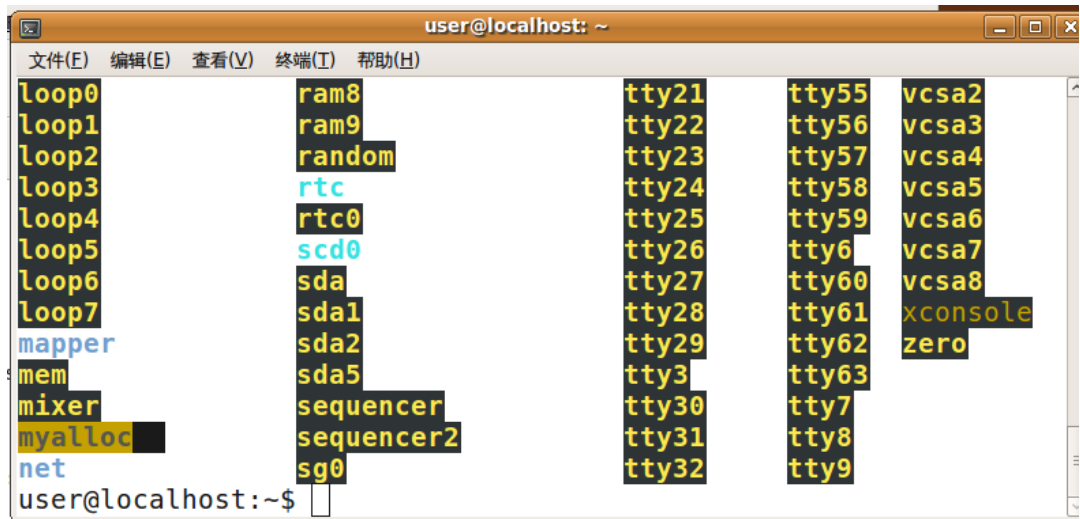 user@localhost: ~
文件(F) 编辑(E) 查看(V) 终端(T) 帮助(H)
loop0 ram8 tty21 tty55 vcsa2
loop1 ram9 tty22 tty56 vcsa3
loop2 random tty23 tty57 vcsa4
loop3 rtc tty24 tty58 vcsa5
loop4 rtc0 tty25 tty59 vcsa6
loop5 scd0 tty26 tty6 vcsa7
loop6 sda tty27 tty60 vcsa8
loop7 sda1 tty28 tty61 xconsole
mapper sda2 tty29 tty62 zero
mem sda5 tty3 tty63
mixer sequencer tty30 tty7
myalloc sequencer2 tty31 tty8
net sg0 tty32 tty9
user@localhost:~$